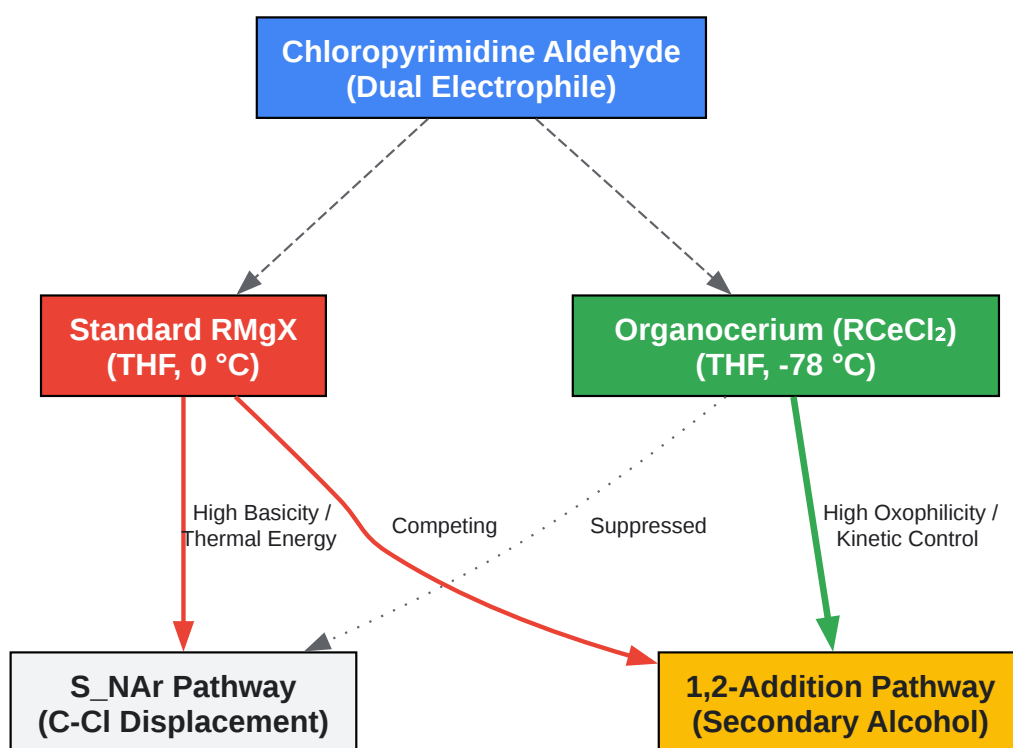 Chloropyrimidine Aldehyde
(Dual Electrophile)
Standard RMgX
(THF, 0 °C)
Organocerium (RCeCl₂)
(THF, -78 °C)
High Basicity /
Thermal Energy
Competing
Suppressed
High Oxophilicity /
Kinetic Control
S_NAr Pathway
(C-Cl Displacement)
1,2-Addition Pathway
(Secondary Alcohol)